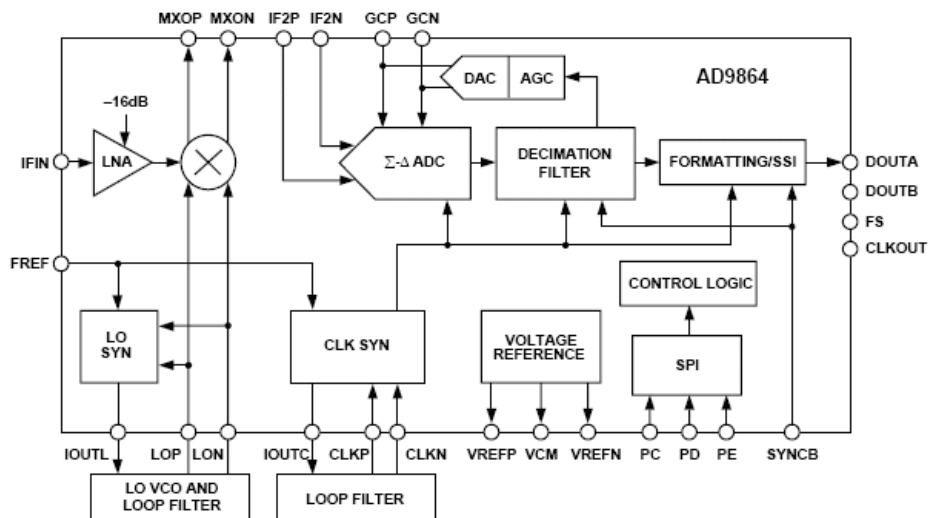 MXOP MXON IF2P IF2N GCP GCN
AD9864
DAC AGC
–16dB
LNA
IFIN
Σ-Δ ADC
DECIMATION
FILTER
FORMATTING/SSI
DOUTA
DOUTB
FS
CLKOUT
FREF
CONTROL LOGIC
LO
SYN
CLK SYN
VOLTAGE
REFERENCE
SPI
IOUTL LOP LON IOUTC CLKP CLKN VREFP VCM VREFN PC PD PE SYNCB
LO VCO AND
LOOP FILTER
LOOP FILTER